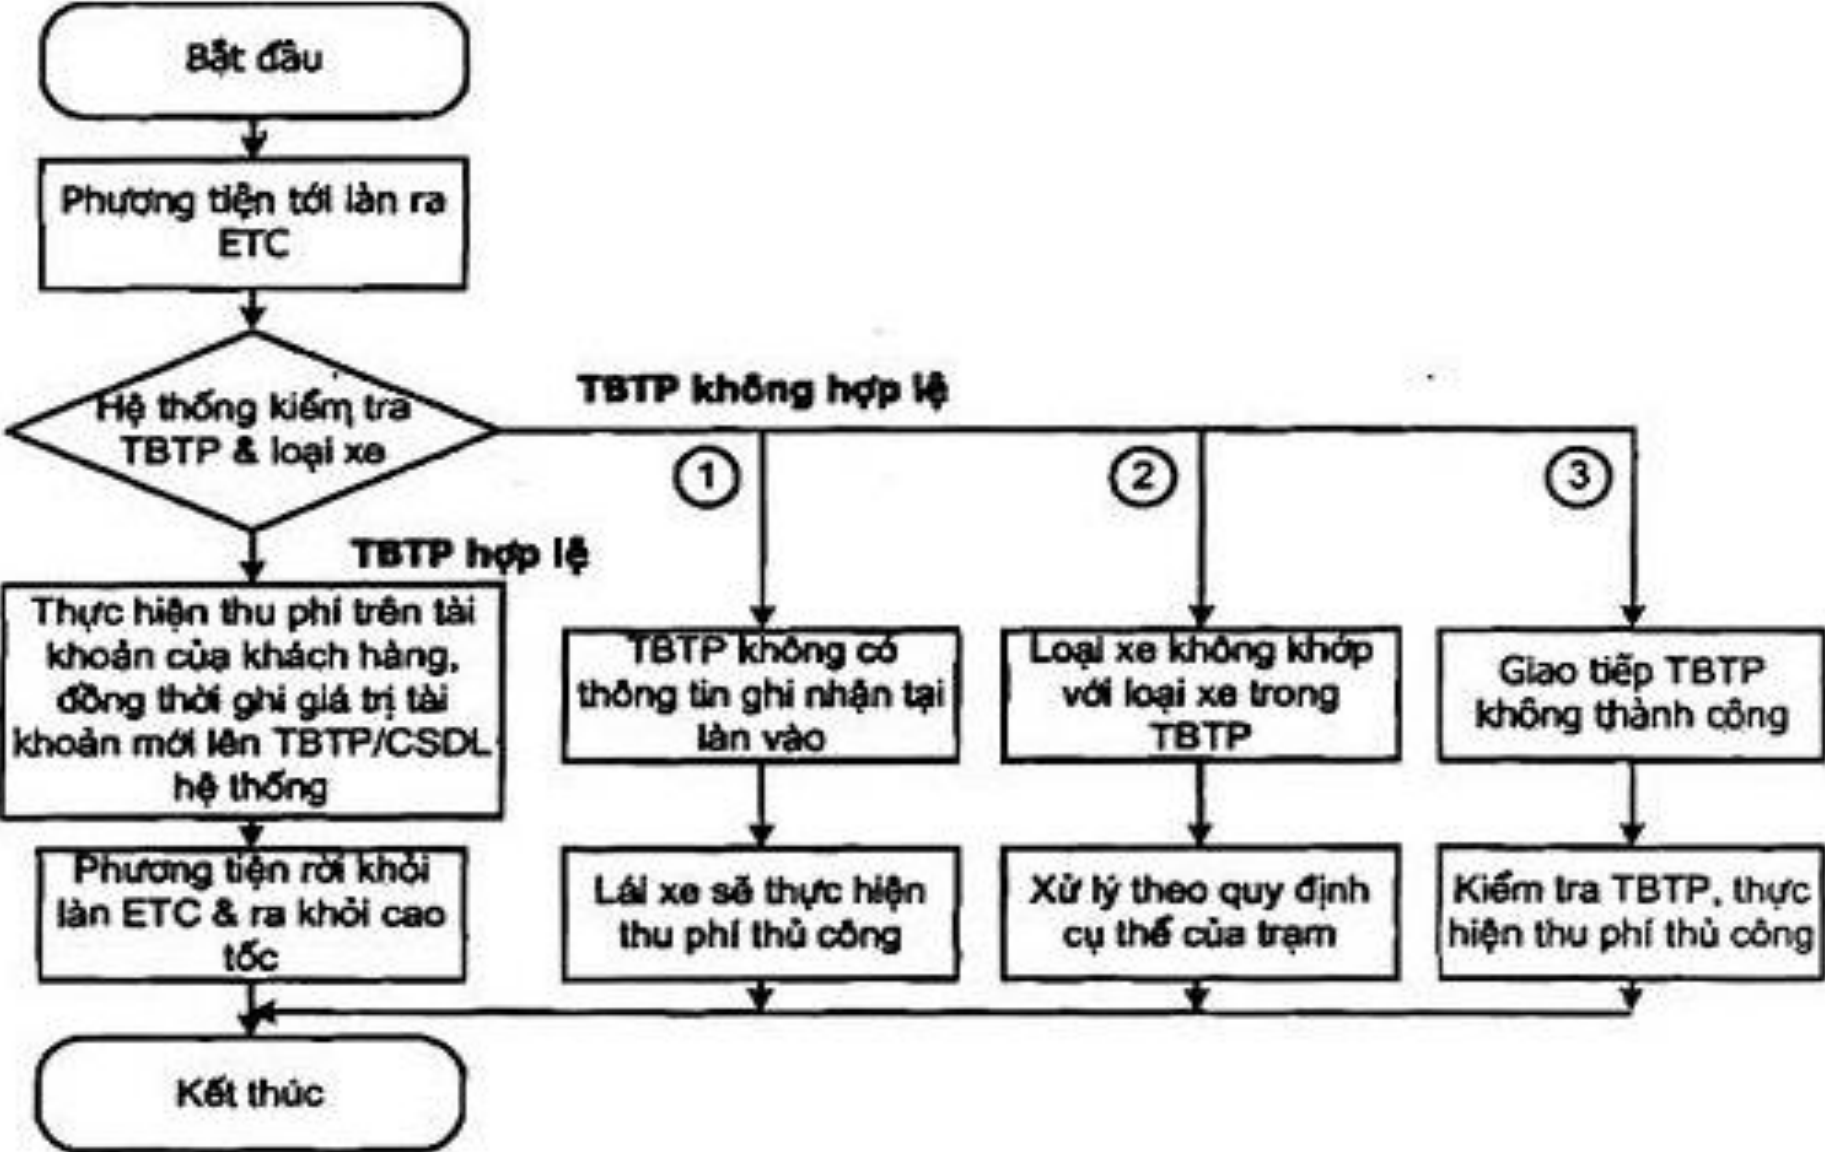 Bắt đầu
Phương tiện tới làn ra
ETC
Hệ thống kiểm tra
TBTP & loại xe
TBTP không hợp lệ
1
2
3
TBTP hợp lệ
Thực hiện thu phí trên tài
khoản của khách hàng,
đồng thời ghi giá trị tài
khoản mới lên TBTP/CSDL
hệ thống
TBTP không có
thông tin ghi nhận tại
làn vào
Loại xe không khớp
với loại xe trong
TBTP
Giao tiếp TBTP
không thành công
Phương tiện rời khỏi
làn ETC & ra khỏi cao
tốc
Lái xe sẽ thực hiện
thu phí thủ công
Xử lý theo quy định
cụ thể của trạm
Kiểm tra TBTP, thực
hiện thu phí thủ công
Kết thúc